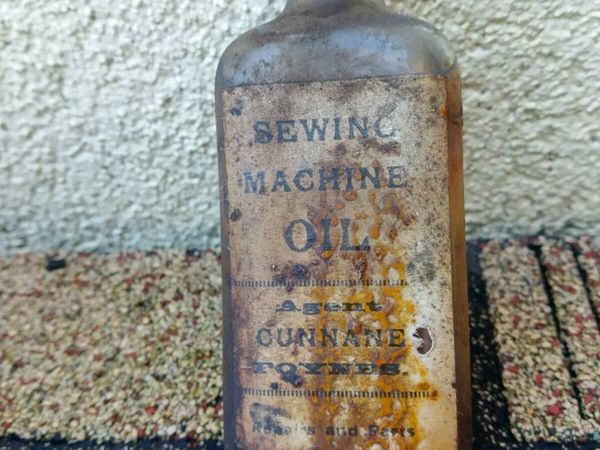 SEWING
MACHINE
OIL
Agent
CUNNANE
FOYNES.
Repairs and Parts